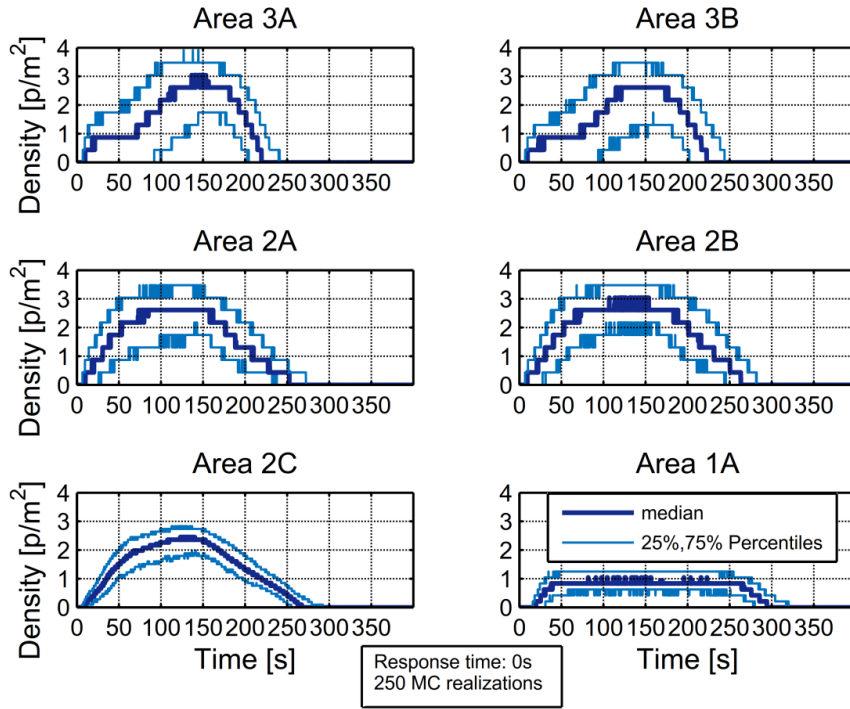 Area 3A
Area 3B
Density [p/m²]
4
3
2
1
0
0 50 100 150 200 250 300 350
4
3
2
1
0
0 50 100 150 200 250 300 350
Area 2A
Area 2B
Density [p/m²]
4
3
2
1
0
0 50 100 150 200 250 300 350
4
3
2
1
0
0 50 100 150 200 250 300 350
Area 2C
Area 1A
Density [p/m²]
4
3
2
1
0
0 50 100 150 200 250 300 350
4
3
2
1
0
0 50 100 150 200 250 300 350
median
25%,75% Percentiles
Time [s]
Time [s]
Response time: 0s
250 MC realizations